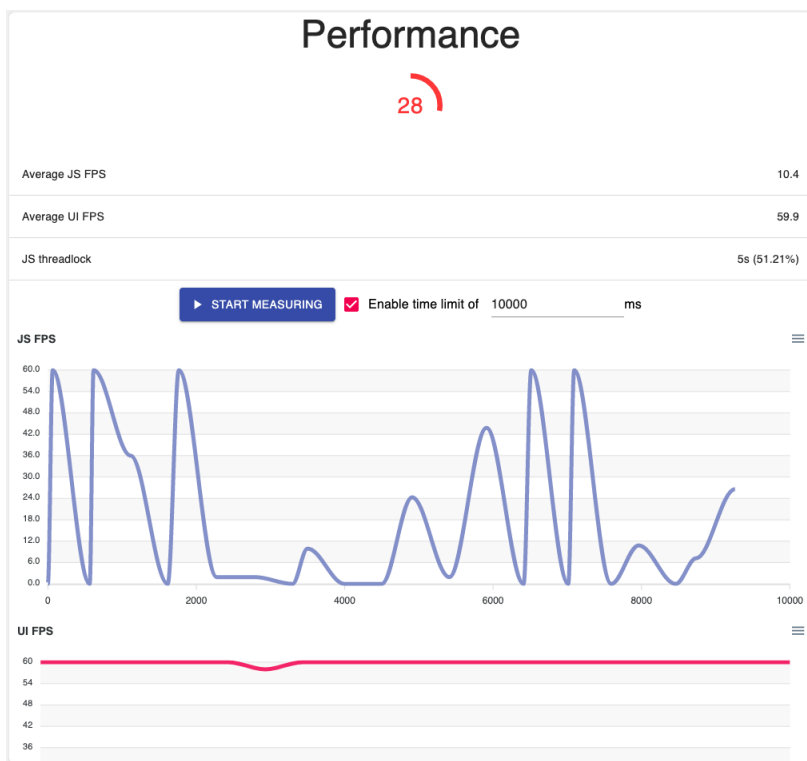 Performance
28
Average JS FPS 10.4
Average UI FPS 59.9
JS threadlock 5s (51.21%)
START MEASURING Enable time limit of 10000 ms
JS FPS
60.0
54.0
48.0
42.0
36.0
30.0
24.0
18.0
12.0
6.0
0.0
0 2000 4000 6000 8000 10000
UI FPS
60
54
48
42
36